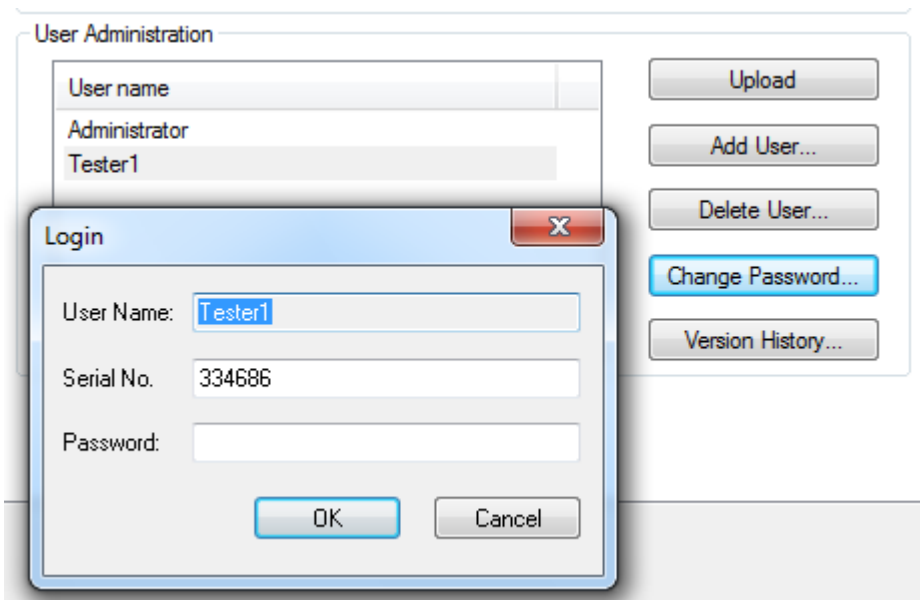 User Administration
User name
Administrator
Tester1
Upload
Add User...
Delete User...
Change Password...
Version History...
Login
x
User Name: Tester1
Serial No. 334686
Password:
OK
Cancel